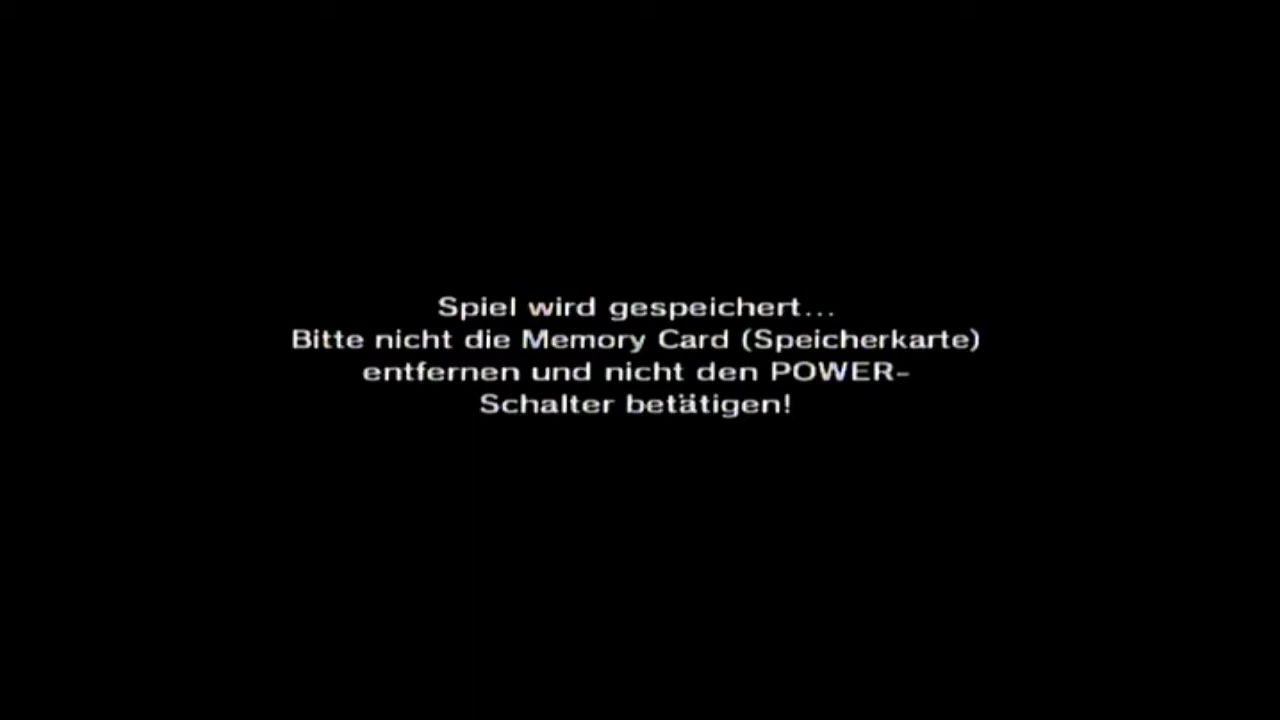 Spiel wird gespeichert...
Bitte nicht die Memory Card (Speicherkarte)
entfernen und nicht den POWER-
Schalter betätigen!